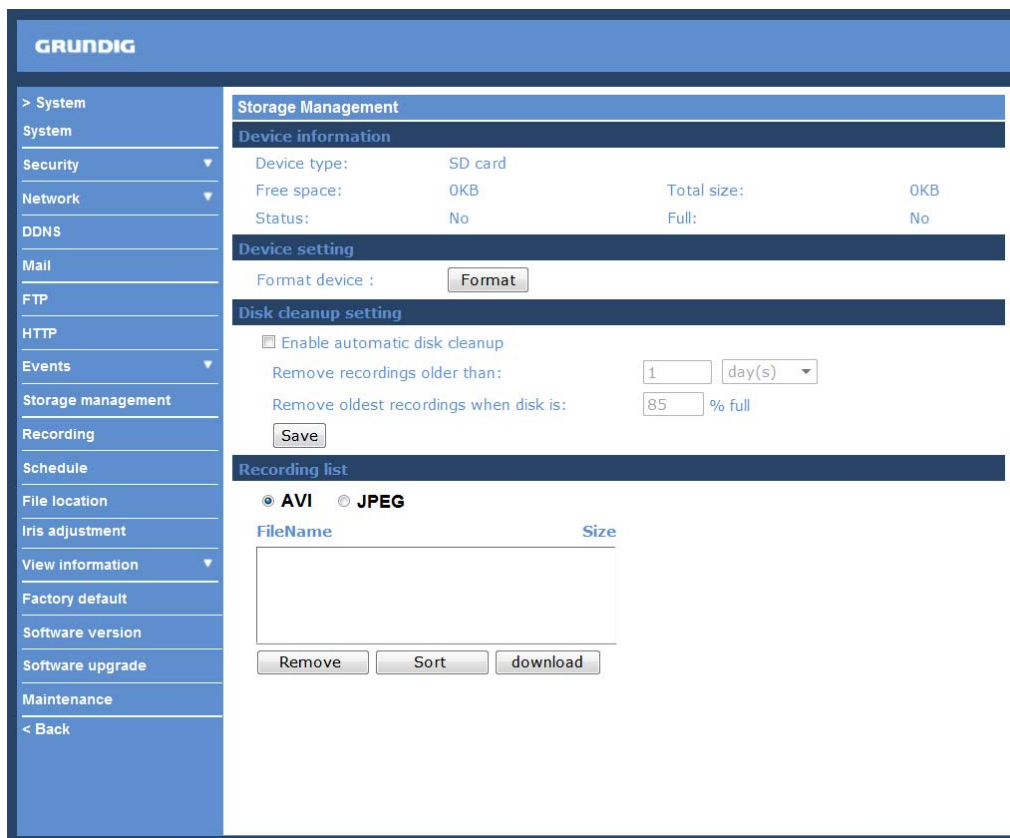 GRUNDIG
> System
System
Security
Network
DDNS
Mail
FTP
HTTP
Events
Storage management
Recording
Schedule
File location
Iris adjustment
View information
Factory default
Software version
Software upgrade
Maintenance
< Back
Storage Management
Device information
Device type: SD card
Free space: 0KB Total size: 0KB
Status: No Full: No
Device setting
Format device : Format
Disk cleanup setting
Enable automatic disk cleanup
Remove recordings older than: 1 day(s)
Remove oldest recordings when disk is: 85 % full
Save
Recording list
AVI JPEG
FileName Size
Remove Sort download